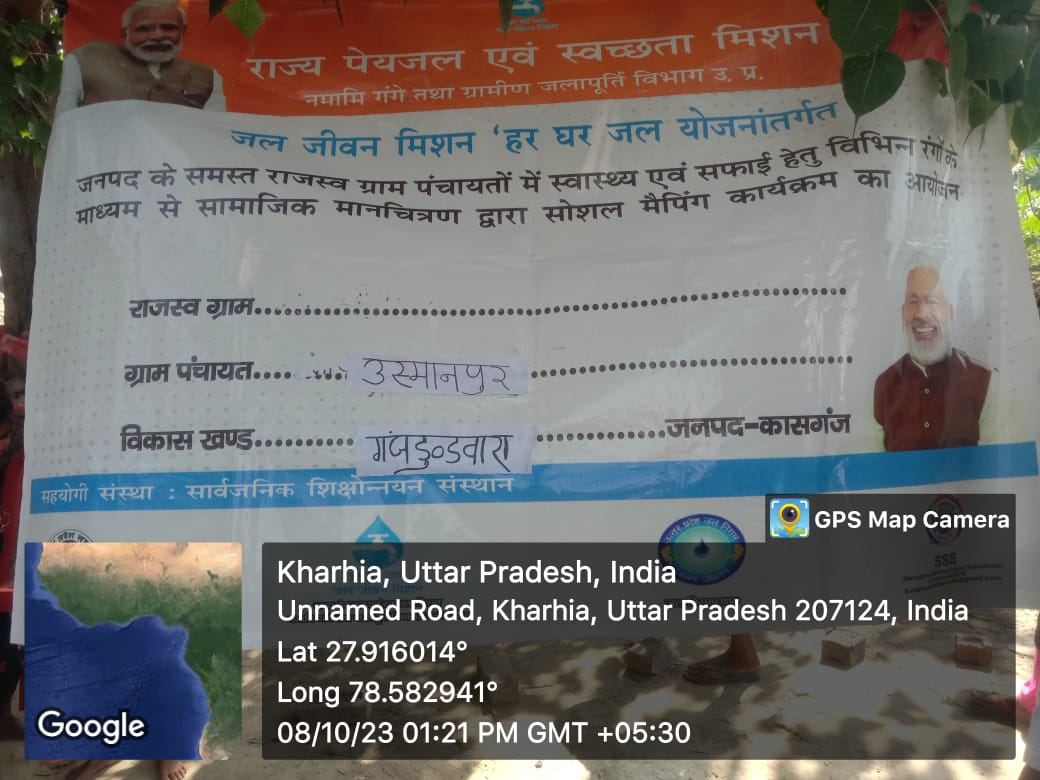 राज्य पेयजल एवं स्वच्छता मिशन
नमामि गंगे तथा ग्रामीण जलापूर्ति विभाग उ. प्र.
जल जीवन मिशन ‘हर घर जल योजनांतर्गत
जनपद के समस्त राजस्व ग्राम पंचायतों में स्वास्थ्य एवं सफाई हेतु विभिन्न रंगों के
माध्यम से सामाजिक मानचित्रण द्वारा सोशल मैपिंग कार्यक्रम का आयोजन
राजस्व ग्राम
ग्राम पंचायत.... उस्मानपुर
विकास खण्ड.... गंजडुण्डवारा .... जनपद-कासगंज
सहयोगी संस्था : सार्वजनिक शिक्षोन्नयन संस्थान
SSS
GPS Map Camera
Kharhia, Uttar Pradesh, India
Unnamed Road, Kharhia, Uttar Pradesh 207124, India
Lat 27.916014°
Long 78.582941°
08/10/23 01:21 PM GMT +05:30
Google